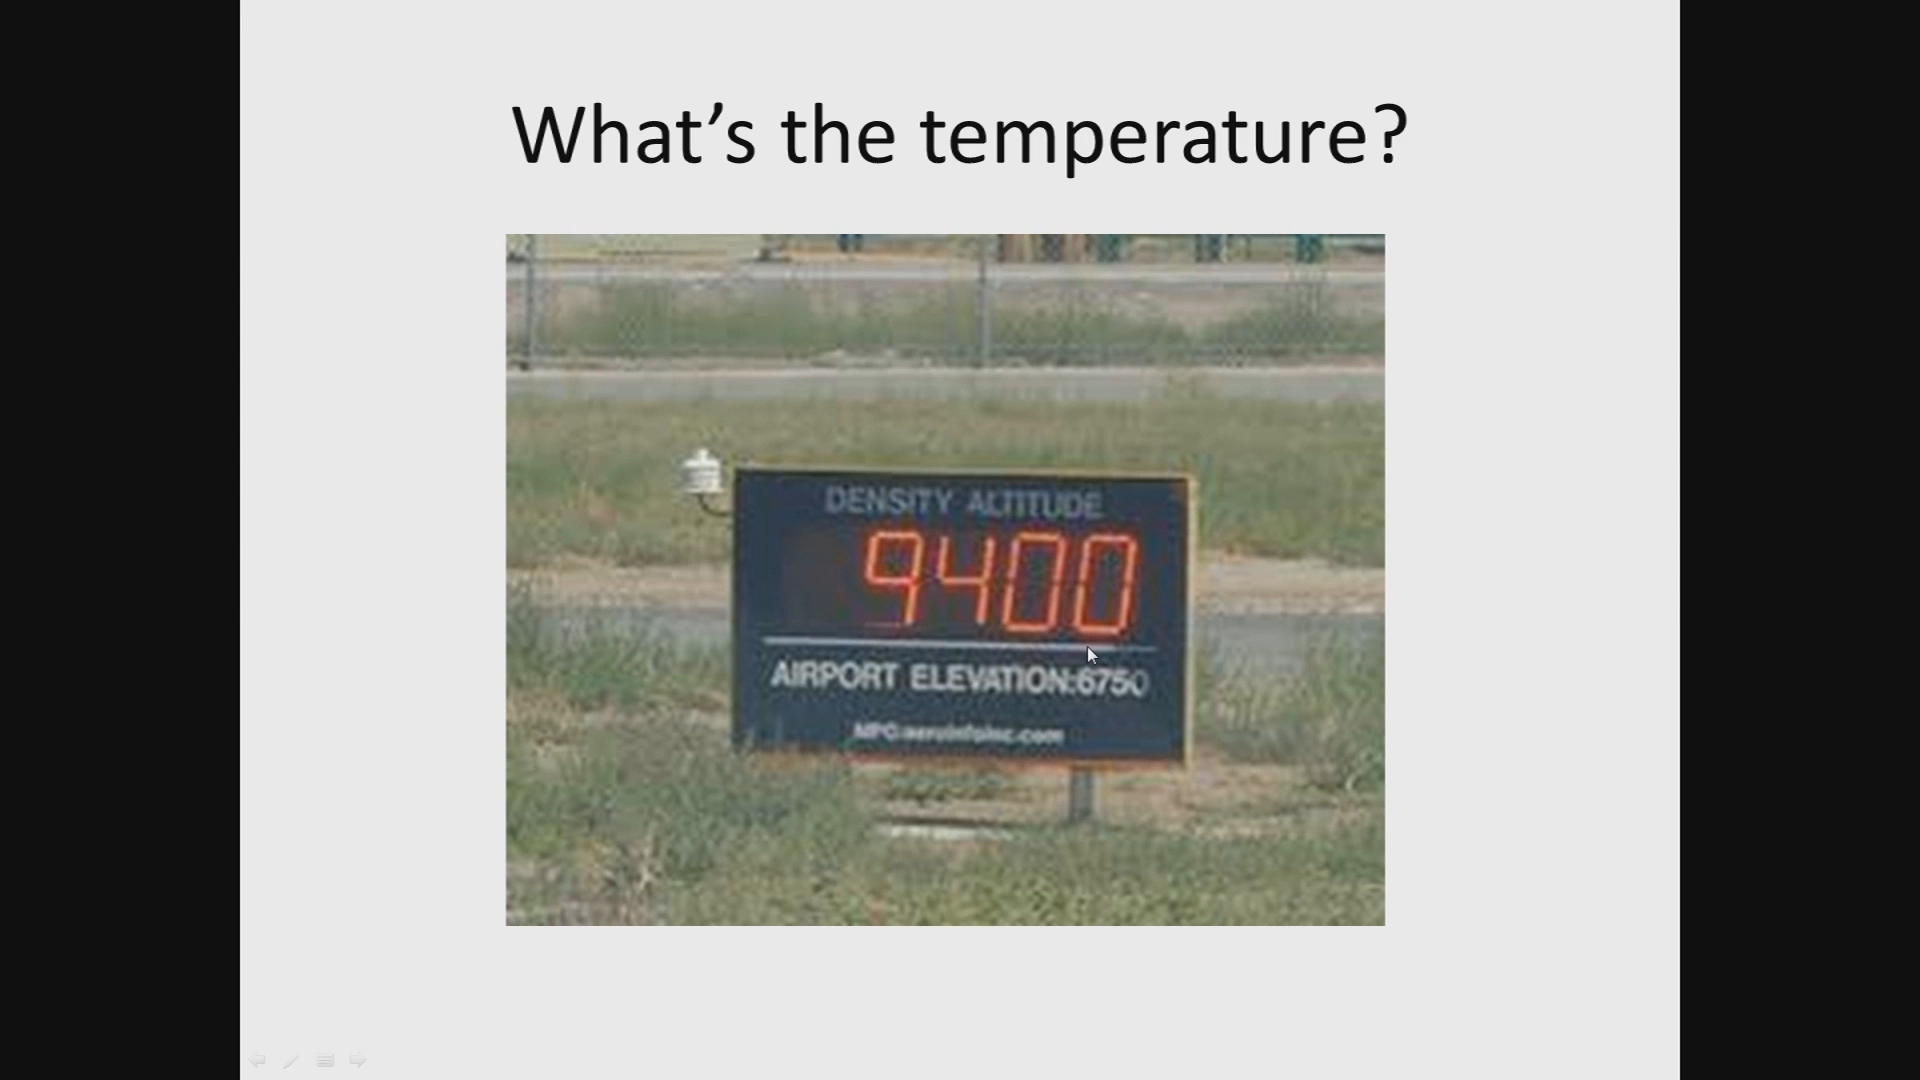 What’s the temperature?
DENSITY ALTITUDE
9400
AIRPORT ELEVATION:6750